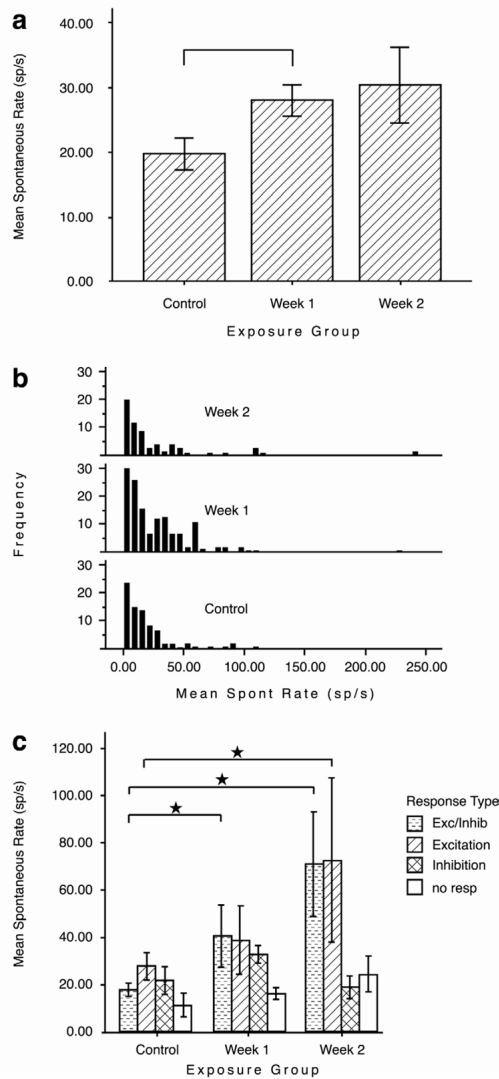 a
Mean Spontaneous Rate (sp/s)
40.00
30.00
20.00
10.00
0.00
Control Week 1 Week 2
Exposure Group
b
Frequency
30
20
10
Week 2
30
20
10
Week 1
30
20
10
Control
0.00 50.00 100.00 150.00 200.00 250.00
Mean Spont Rate (sp/s)
c
Mean Spontaneous Rate (sp/s)
120.00
100.00
80.00
60.00
40.00
20.00
0.00
Response Type
Exc/Inhib
Excitation
Inhibition
no resp
Control Week 1 Week 2
Exposure Group